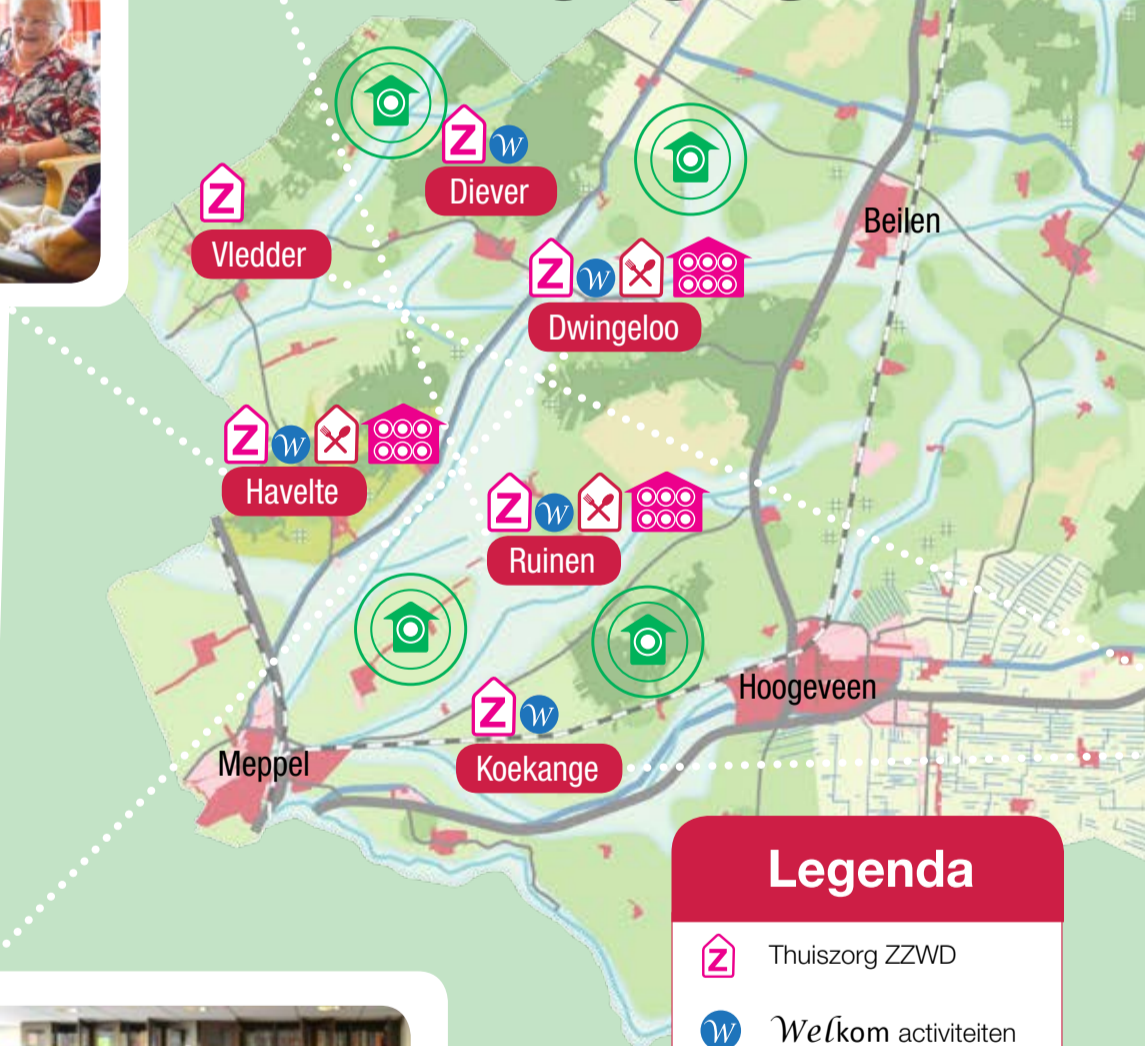 Z W
Diever
Z
Vledder
Beilen
Z W
Dwingeloo
Z W
Havelte
Z W
Ruinen
Hoogeveen
Z W
Koekange
Meppel
Legenda
Z Thuiszorg ZZWD
W Welkom activiteiten